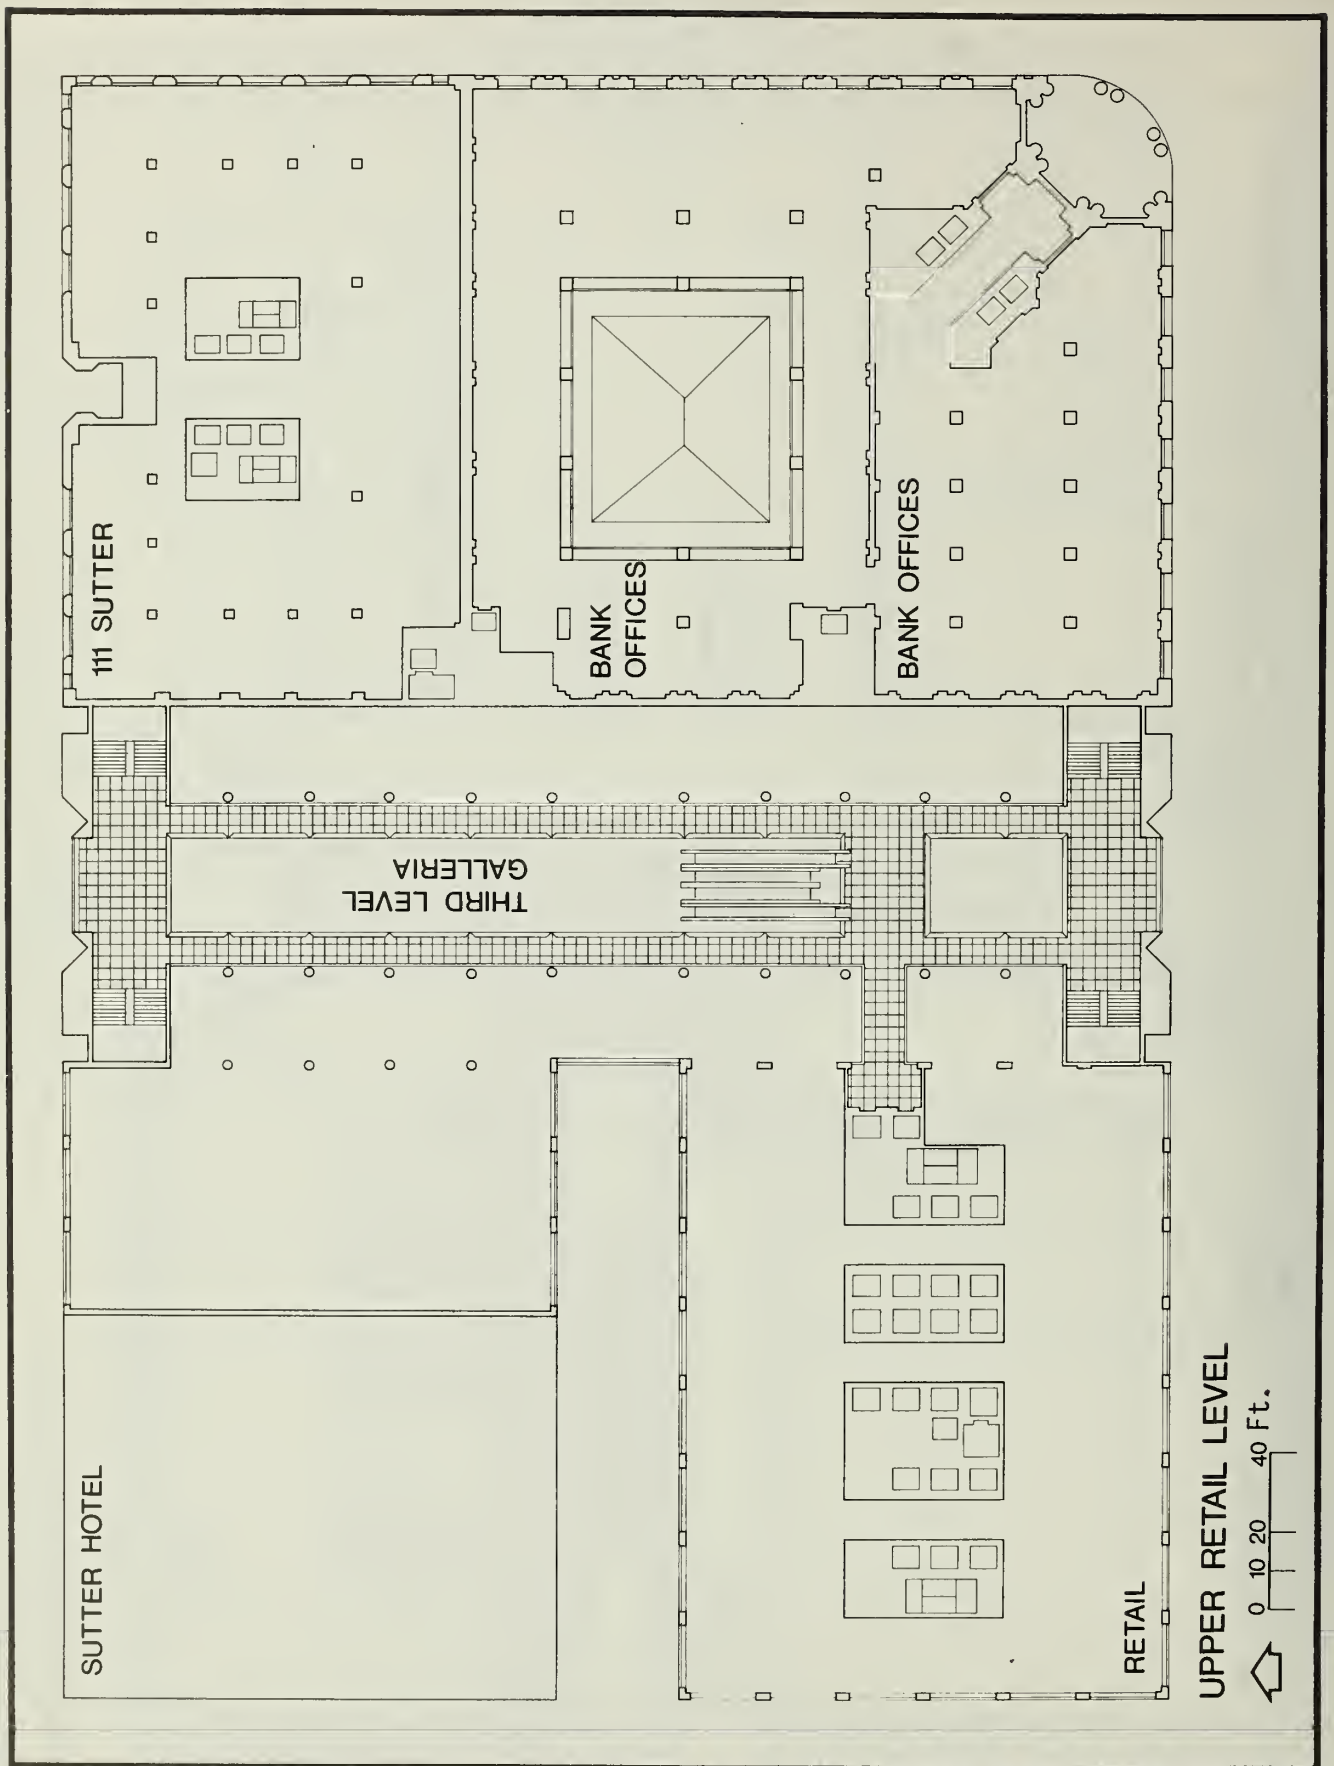 SUTTER HOTEL
111 SUTTER
THIRD LEVEL
GALLERIA
BANK
OFFICES
BANK OFFICES
RETAIL
UPPER RETAIL LEVEL
0 10 20 40 Ft.